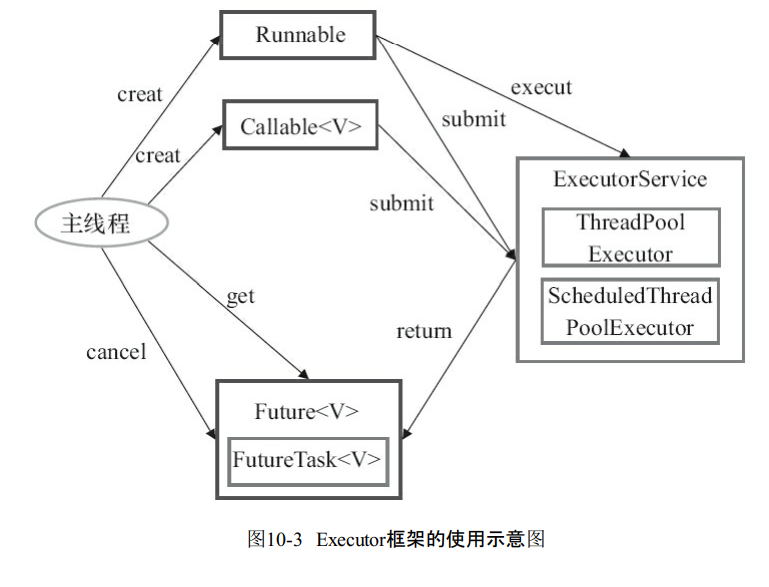 Runnable
creat
execut
submit
Callable<V>
creat
ExecutorService
submit
主线程
ThreadPool
Executor
ScheduledThread
PoolExecutor
get
return
cancel
Future<V>
FutureTask<V>
图10-3 Executor框架的使用示意图